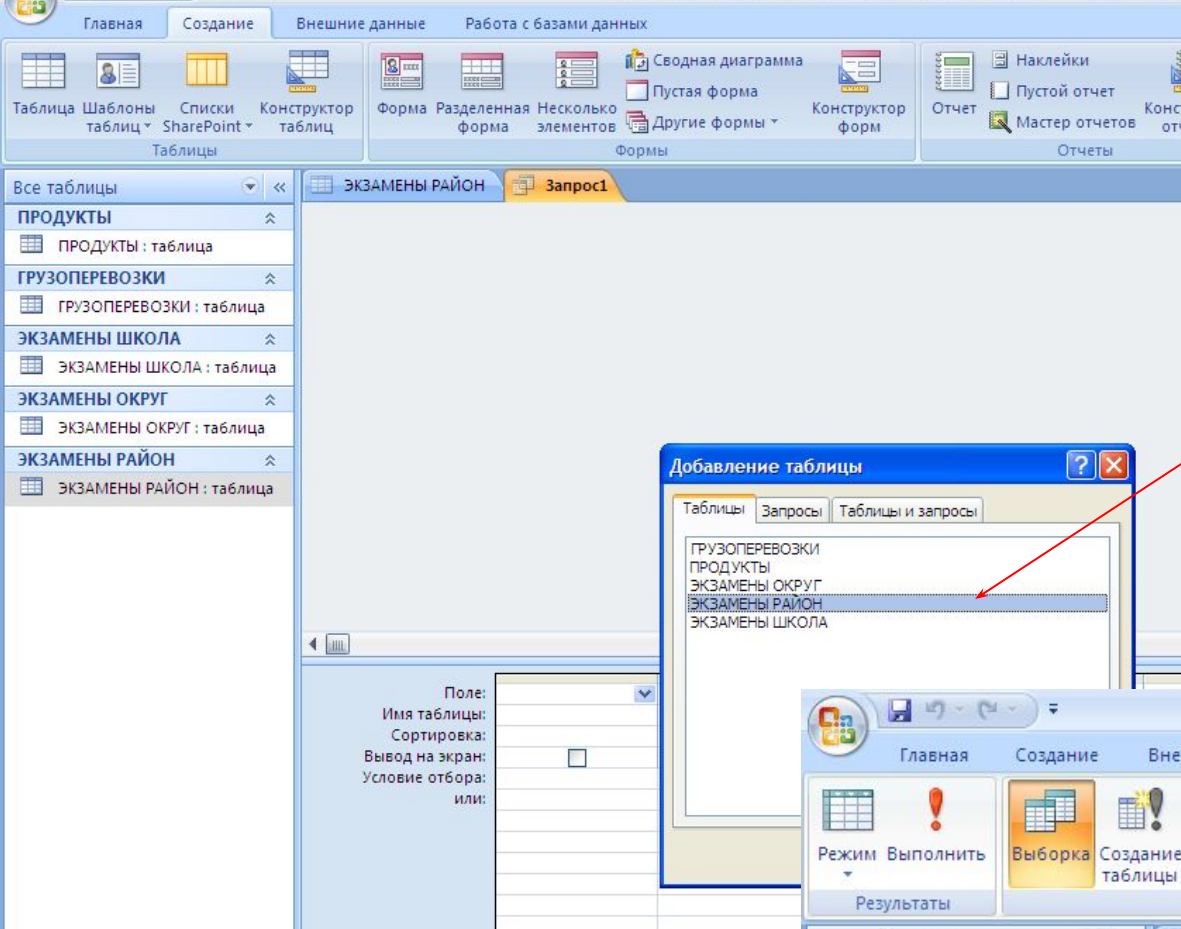 Главная Создание Внешние данные Работа с базами данных
Таблица Шаблоны таблиц Списки SharePoint Конструктор таблиц
Таблицы
Форма Разделенная форма Несколько элементов
Сводная диаграмма
Пустая форма
Другие формы
Конструктор форм
Формы
Отчет
Наклейки
Пустой отчет
Мастер отчетов
Отчеты
Все таблицы
ПРОДУКТЫ
ПРОДУКТЫ : таблица
ГРУЗОПЕРЕВОЗКИ
ГРУЗОПЕРЕВОЗКИ : таблица
ЭКЗАМЕНЫ ШКОЛА
ЭКЗАМЕНЫ ШКОЛА : таблица
ЭКЗАМЕНЫ ОКРУГ
ЭКЗАМЕНЫ ОКРУГ : таблица
ЭКЗАМЕНЫ РАЙОН
ЭКЗАМЕНЫ РАЙОН : таблица
ЭКЗАМЕНЫ РАЙОН Запрос1
Добавление таблицы
Таблицы Запросы Таблицы и запросы
ГРУЗОПЕРЕВОЗКИ
ПРОДУКТЫ
ЭКЗАМЕНЫ ОКРУГ
ЭКЗАМЕНЫ РАЙОН
ЭКЗАМЕНЫ ШКОЛА
Поле:
Имя таблицы:
Сортировка:
Вывод на экран:
Условие отбора:
или:
Главная Создание Вне
Режим Выполнить Выборка Создание таблицы
Результаты